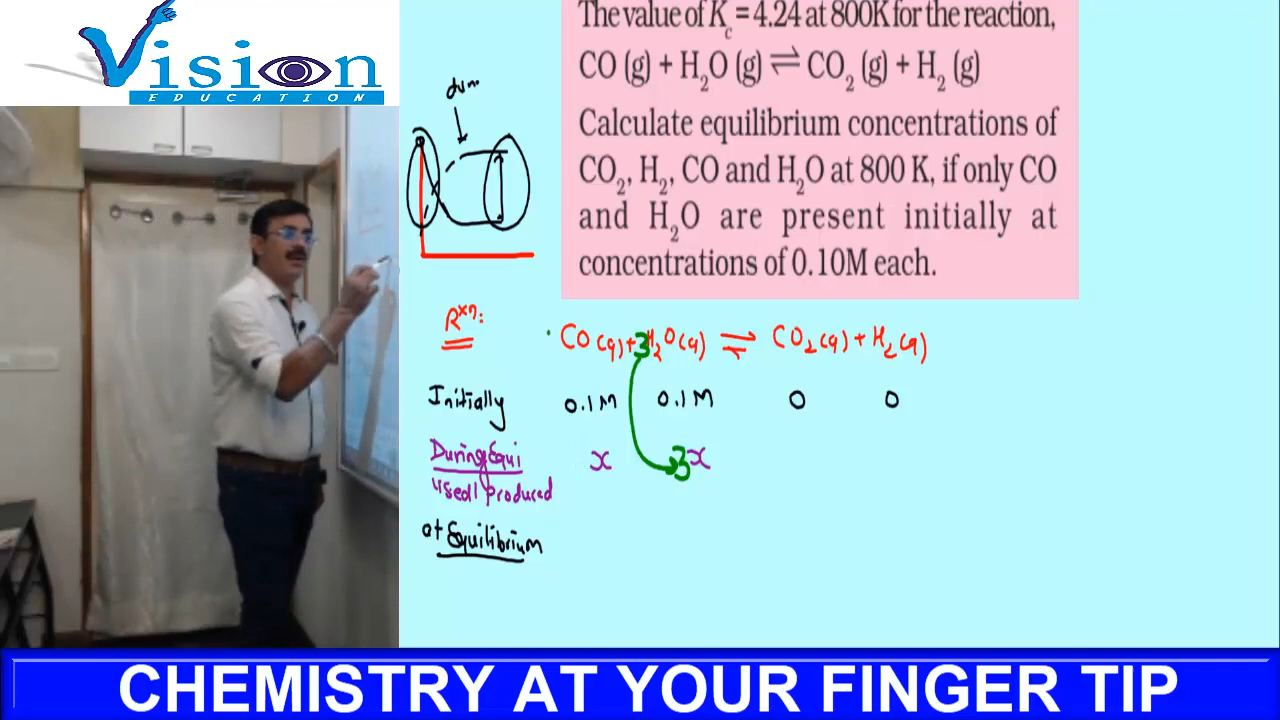 Vision
EDUCATION
The value of Kc = 4.24 at 800K for the reaction,
CO (g) + H2O (g) ⇌ CO2 (g) + H2 (g)
Calculate equilibrium concentrations of
CO2, H2, CO and H2O at 800 K, if only CO
and H2O are present initially at
concentrations of 0.10M each.
Rxn:
CO(g) + 3H2O(g) ⇌ CO2(g) + H2(g)
Initially 0.1M 0.1M 0 0
During Equi x 3x
used/produced
at Equilibrium
CHEMISTRY AT YOUR FINGER TIP